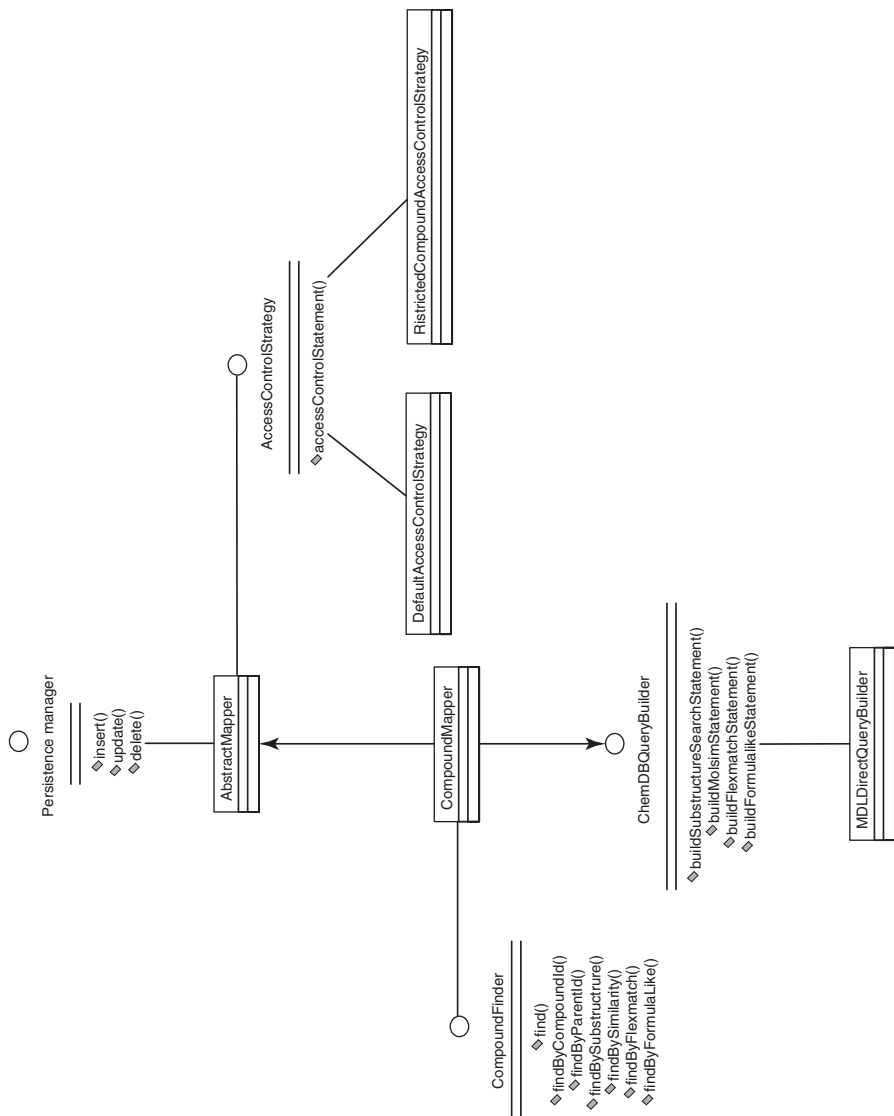 Persistence manager
insert()
update()
delete()
AbstractMapper
AccessControlStrategy
accessControlStatement()
DefaultAccessControlStrategy
RistrictedCompoundAccessControlStrategy
CompoundMapper
CompoundFinder
find()
findByCompoundId()
findByParentId()
findBySubstructrure()
findBySimilarity()
findByFlexmatch()
findByFormulaLike()
ChemDBQueryBuilder
buildSubstructureSearchStatement()
buildMolsimStatement()
buildFlexmatchStatement()
buildFormulalikeStatement()
MDLDirectQueryBuilder